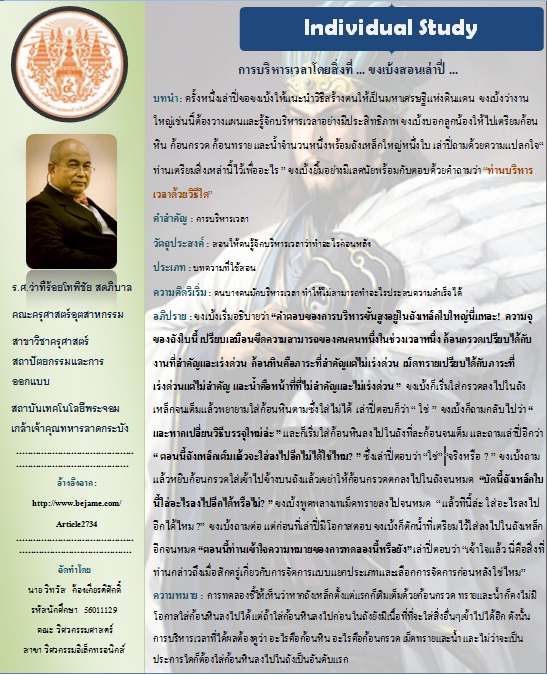 Individual Study
การบริหารเวลาโดยสิ่งที่ ... ขงเบ้งสอนเล่าปี่ ...
บทนำ : ครั้งหนึ่งเล่าปี่ขอขงเบ้งให้แนะนำวิธีสร้างตนให้เป็นมหาเศรษฐีแห่งดินแดน ขงเบ้งว่างาน
ใหญ่เช่นนี้ต้องวางแผนและรู้จักบริหารเวลาอย่างมีประสิทธิภาพ ขงเบ้งบอกลูกน้องให้ไปเตรียมก้อน
หิน ก้อนกรวด ก้อนทราย และน้ำจำนวนหนึ่งพร้อมถังเหล็กใหญ่หนึ่งใบ เล่าปี่ถามด้วยความแปลกใจ“
ท่านเตรียมสิ่งเหล่านี้ไว้เพื่ออะไร ” ขงเบ้งยิ้มอย่างมีเลศนัยพร้อมกับตอบด้วยคำถามว่า “ท่านบริหาร
เวลาด้วยวิธีใด”
คำสำคัญ : การบริหารเวลา
วัตถุประสงค์ : สอนให้คนรู้จักบริหารเวลาว่าทำอะไรก่อนหลัง
ประเภท : บทความที่ใช้สอน
ความคิดริเริ่ม : คนบางคนมักบริหารเวลา ทำให้ไม่สามารถทำอะไรประสบความสำเร็จได้
อภิปราย : ขงเบ้งเริ่มอธิบายว่า “คำตอบของการบริหารขั้นสูงอยู่ในถังเหล็กใบใหญ่นี่แหละ! ความจุ
ของถังใบนี้ เปรียบเสมือนขีดความสามารถของคนคนหนึ่งในช่วงเวลาหนึ่ง ก้อนกรวดเปรียบได้กับ
งานที่สำคัญและเร่งด่วน ก้อนหินคือภาระที่สำคัญแต่ไม่เร่งด่วน เม็ดทรายเปรียบได้กับภาระที่
เร่งด่วนแต่ไม่สำคัญ และน้ำคือหน้าที่ที่ไม่สำคัญและไม่เร่งด่วน ” ขงเบ้งก็เริ่มใส่กรวดลงไปในถัง
เหล็กจนเต็มแล้วพยายามใส่ก้อนหินตามซึ่งใส่ไม่ได้ เล่าปี่ตอบก็ว่า “ ใช่ ” ขงเบ้งก็ถามกลับไปว่า “
และหากเปลี่ยนวิธีบรรจุใหม่ล่ะ ” และก็เริ่มใส่ก้อนหินลงไปในถังที่ละก้อนจนเต็ม และถามเล่าปี่อีกว่า
“ ตอนนี้ถังเหล็กเต็มแล้วจะใส่ลงไปอีกไม่ได้ใช่ไหม? ” ซึ่งเล่าปี่ตอบว่า “ใช่” “จริงหรือ ? ” ขงเบ้งถาม
แล้วหยิบก้อนกรวดใส่เข้าไปข้างบนถังแล้วเขย่าให้ก้อนกรวดตกลงไปในถังจนหมด “บัดนี้ถังเหล็กใบ
นี้ใส่อะไรลงไปอีกได้หรือไม่? ” ขงเบ้งพูดพลางเทเม็ดทรายลงไปจนหมด “ แล้วทีนี้ล่ะ ใส่อะไรลงไป
อีกได้ไหม ?” ขงเบ้งถามต่อ แต่ก่อนที่เล่าปี่มีโอกาสตอบ ขงเบ้งก็ตักน้ำที่เตรียมไว้ใส่ลงไปในถังเหล็ก
อีกจนหมด “ตอนนี้ท่านเข้าใจความหมายของการทดลองนี้หรือยัง” เล่าปี่ตอบว่า “เข้าใจแล้ว นี่คือสิ่งที่
ท่านกล่าวถึงเมื่อสักครู่เกี่ยวกับการจัดการแบบแยกประเภทและเลือกการจัดการก่อนหลังใช่ไหม”
ความหมาย : การทดลองนี้ให้เห็นว่าหากถังเหล็กตั้งแต่แรกก็เติมเต็มด้วยก้อนกรวด ทรายและน้ำ ก็คงไม่มี
โอกาสใส่ก้อนหินลงไปได้ แต่ถ้าใส่ก้อนหินลงไปก่อนในถังยังมีเนื้อที่ที่จะใส่สิ่งอื่นๆเข้าไปได้อีก ดังนั้น
การบริหารเวลาที่ได้ผลต้องดูว่า อะไรคือก้อนหิน อะไรคือก้อนกรวด เม็ดทรายและน้ำ และไม่ว่าจะเป็น
ประการใดก็ต้องใส่ก้อนหินลงไปในถังเป็นอันดับแรก
ร.ศ.ว่าที่ร้อยโทพิชัย สดภิบาล
คณะครุศาสตร์อุตสาหกรรม
สาขาวิชาครุศาสตร์
สถาปัตยกรรมและการ
ออกแบบ
สถาบันเทคโนโลยีพระจอม
เกล้าเจ้าคุณทหารลาดกระบัง
อ้างอิงจาก :
http://www.bejame.com/
Article2734
จัดทำโดย
นาย วิทวัส ก้องเกียรติศักดิ์
รหัสนักศึกษา 56011129
คณะ วิศวกรรมศาสตร์
สาขา วิศวกรรมอิเล็กทรอนิกส์